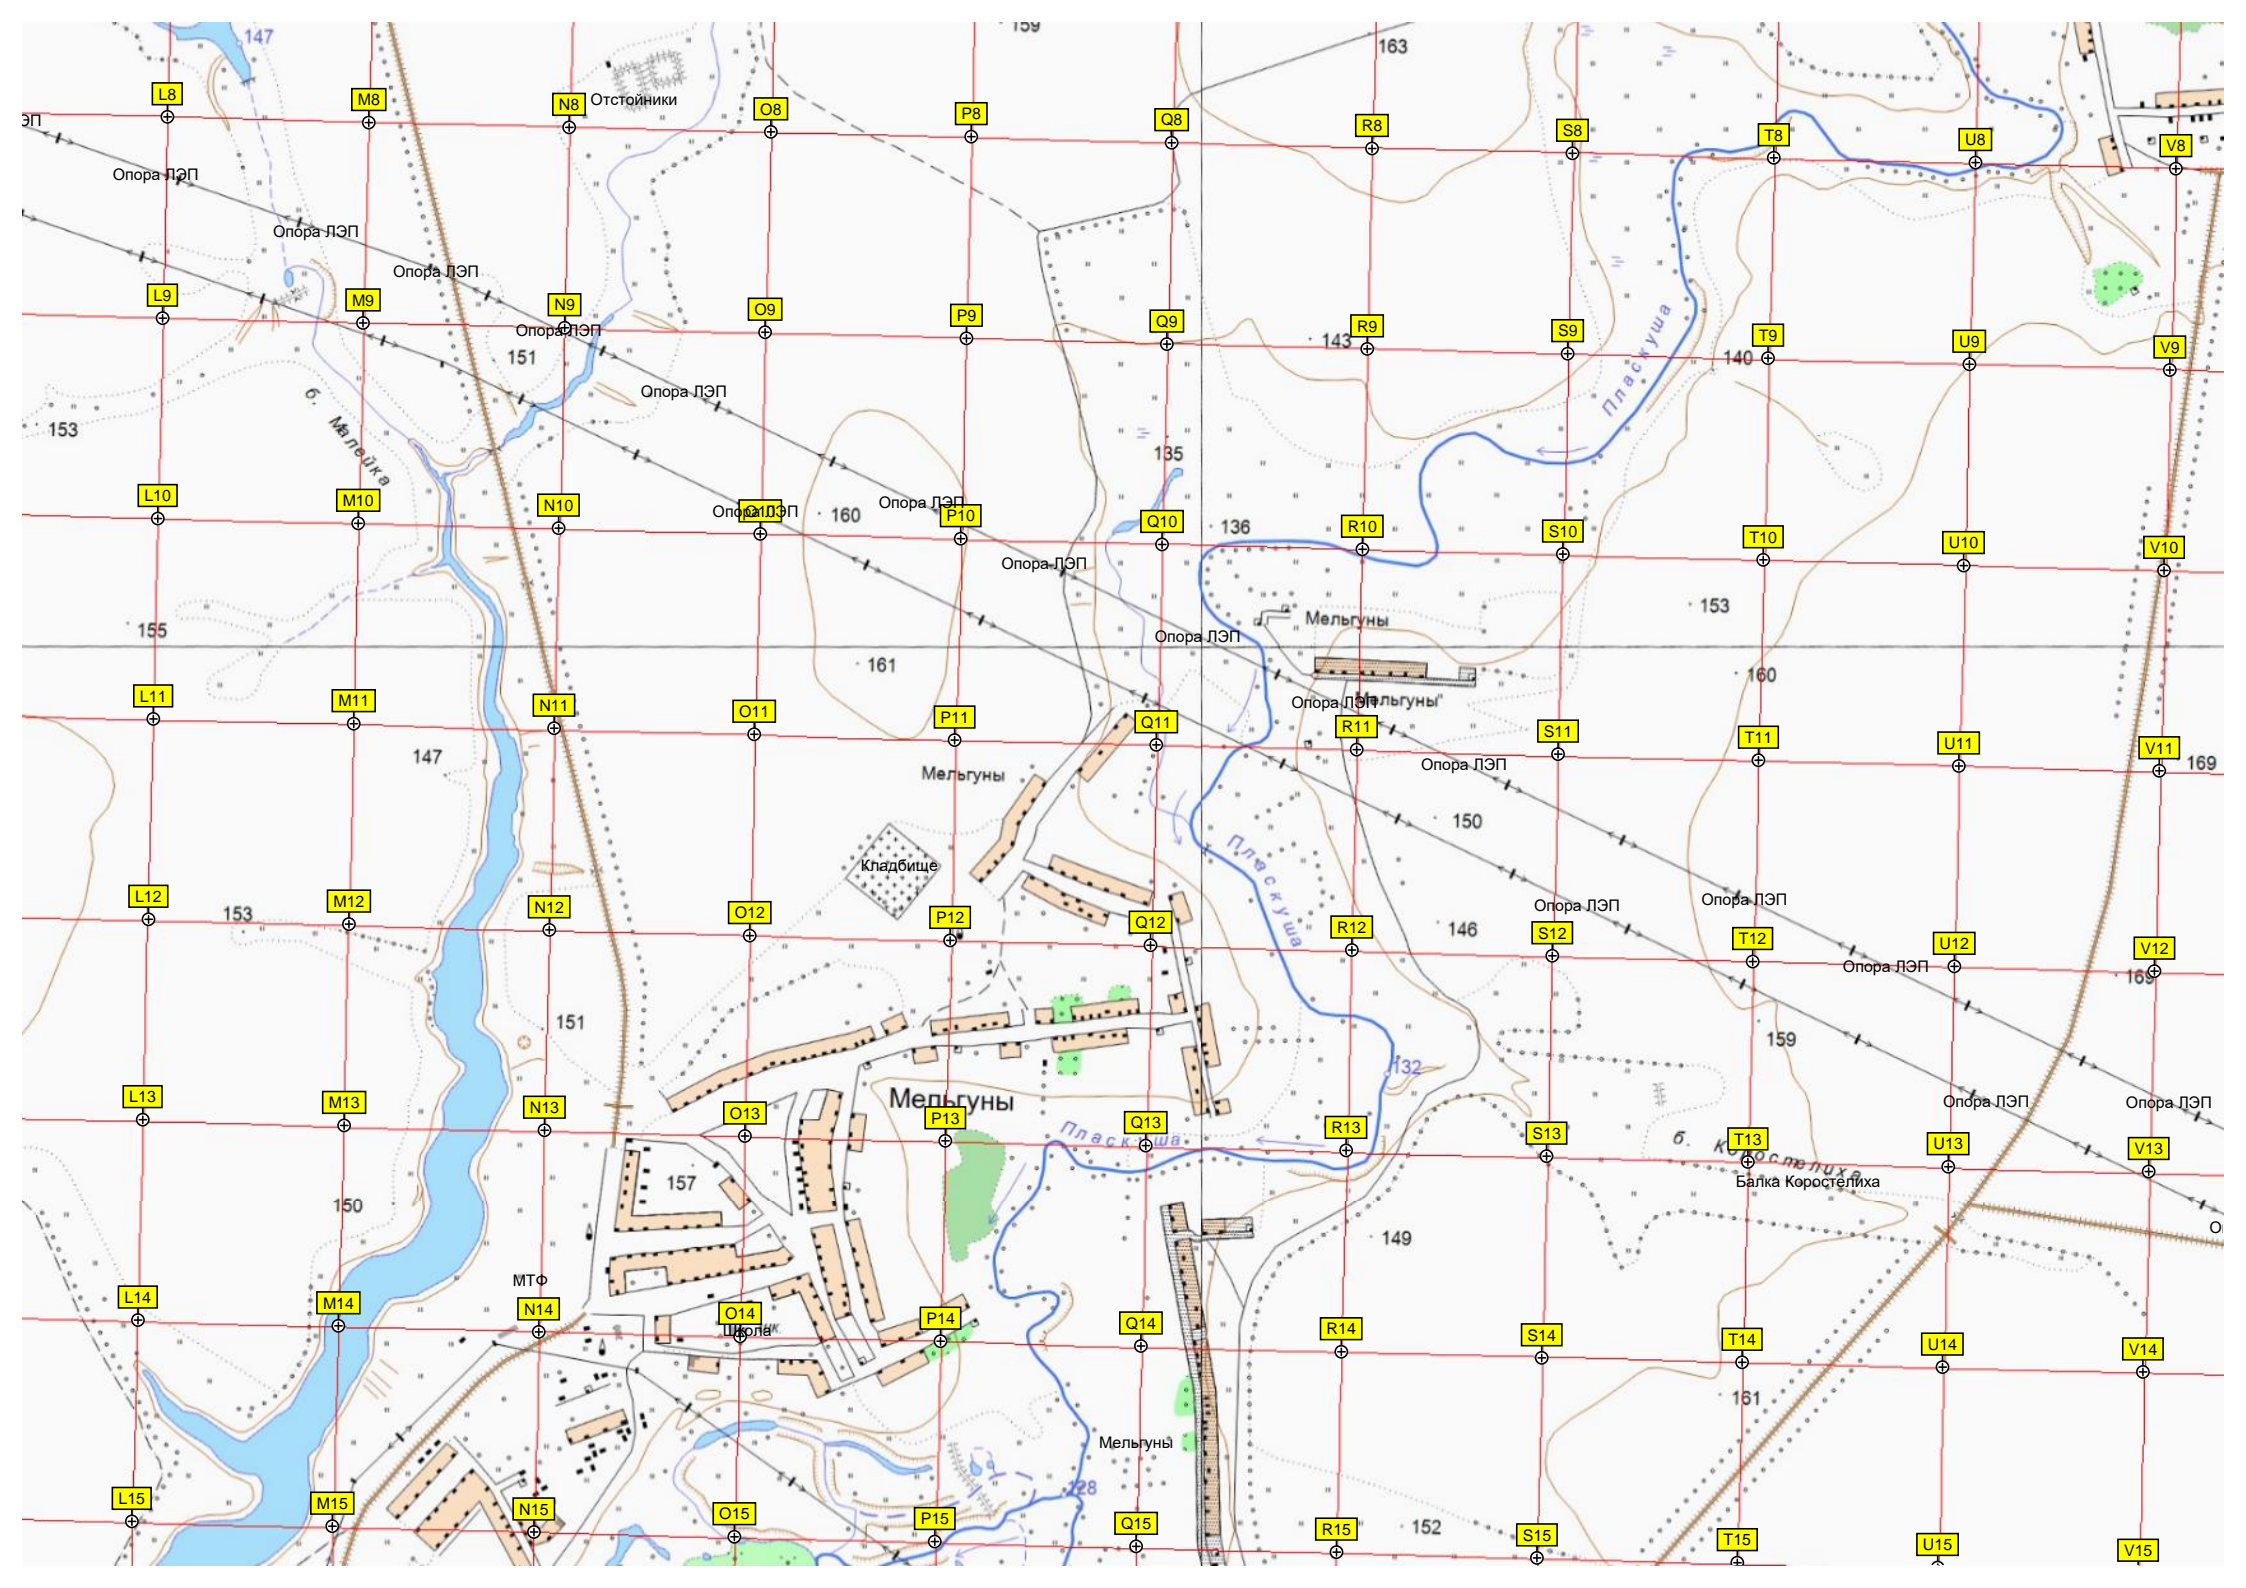 159
147
163
L8
M8
N8
Отстойники
O8
P8
Q8
R8
S8
T8
U8
V8
ЭП
Опора ЛЭП
Опора ЛЭП
Опора ЛЭП
L9
M9
N9
Опора ЛЭП
O9
P9
Q9
R9
S9
T9
U9
V9
Пласкуша
151
143
140
Опора ЛЭП
б. Малейка
153
135
L10
M10
N10
Опора ЛЭП
O10
160
Опора ЛЭП
P10
Q10
136
R10
S10
T10
U10
V10
Опора ЛЭП
153
155
Мельгуны
Опора ЛЭП
161
160
Опора ЛЭП
Мельгуны"
L11
M11
N11
O11
P11
Q11
R11
S11
T11
U11
V11
169
147
Мельгуны
Опора ЛЭП
150
Пласкуша
Кладбище
L12
153
M12
N12
O12
P12
Q12
R12
146
Опора ЛЭП
Опора ЛЭП
S12
T12
U12
V12
Опора ЛЭП
169
151
159
132
L13
M13
N13
O13
Мельгуны
P13
Пласкуша
Q13
R13
S13
Опора ЛЭП
Опора ЛЭП
б. Коростелиха
T13
U13
V13
Балка Коростелиха
157
150
149
О
МТФ
L14
M14
N14
O14
Школа
P14
Q14
R14
S14
T14
U14
V14
161
Мельгуны
128
L15
M15
N15
O15
P15
Q15
R15
152
S15
T15
U15
V15